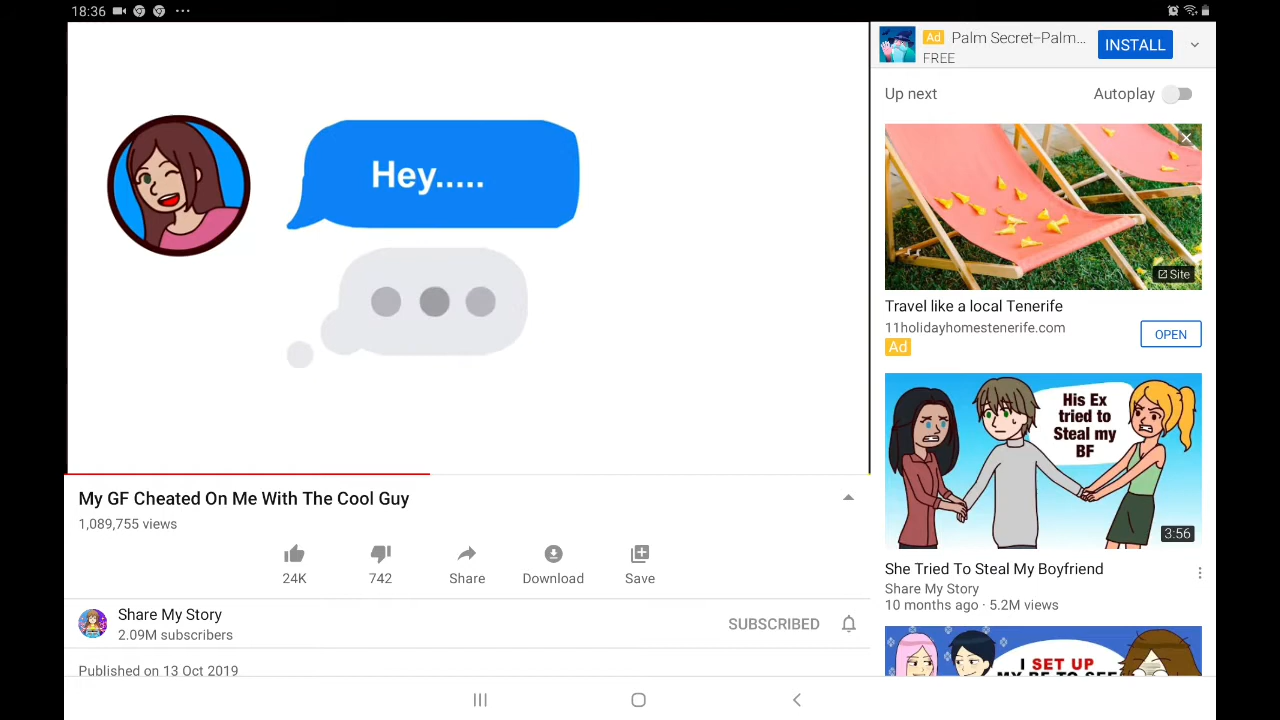 18:36
Hey.....
My GF Cheated On Me With The Cool Guy
1,089,755 views
24K
742
Share
Download
Save
Share My Story
2.09M subscribers
SUBSCRIBED
Published on 13 Oct 2019
Ad Palm Secret–Palm...
FREE
INSTALL
Up next
Autoplay
Site
Travel like a local Tenerife
11holidayhomestenerife.com
Ad
OPEN
His Ex
tried to
Steal my
BF
3:56
She Tried To Steal My Boyfriend
Share My Story
10 months ago · 5.2M views
I SET UP
MY BF TO SEE